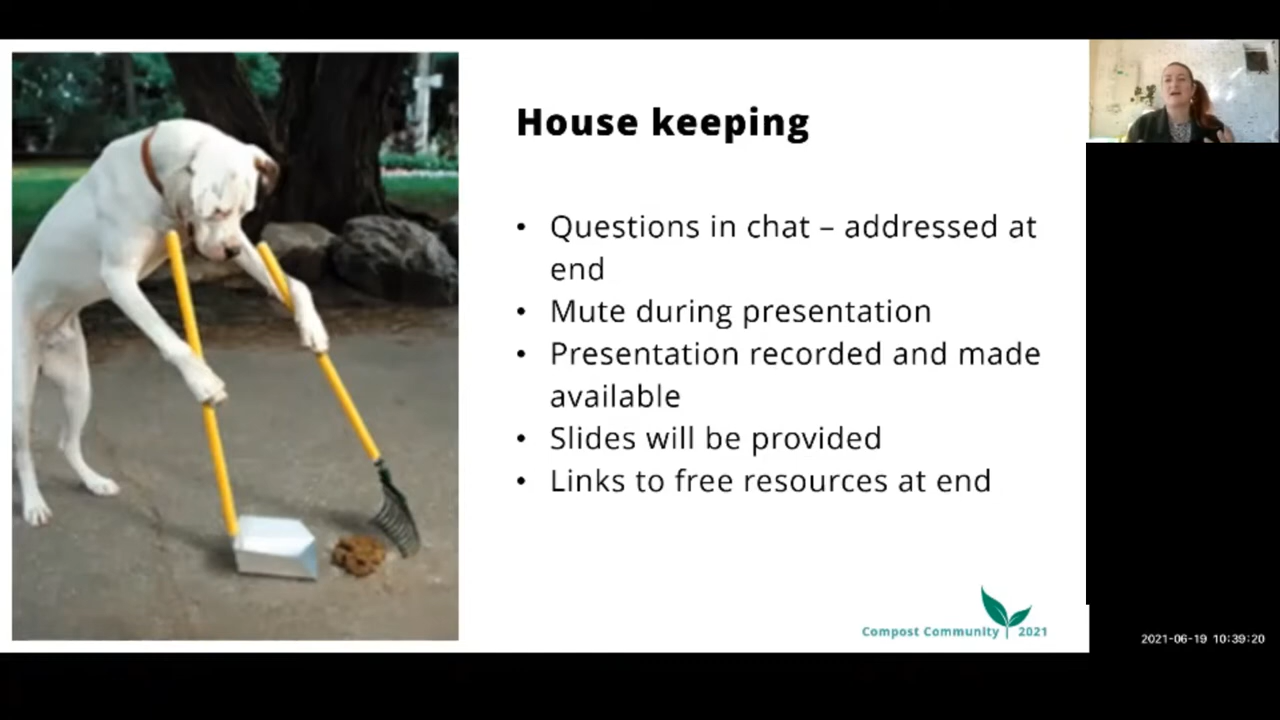 House keeping
• Questions in chat – addressed at
end
• Mute during presentation
• Presentation recorded and made
available
• Slides will be provided
• Links to free resources at end
Compost Community 2021
2021-06-19 10:39:20